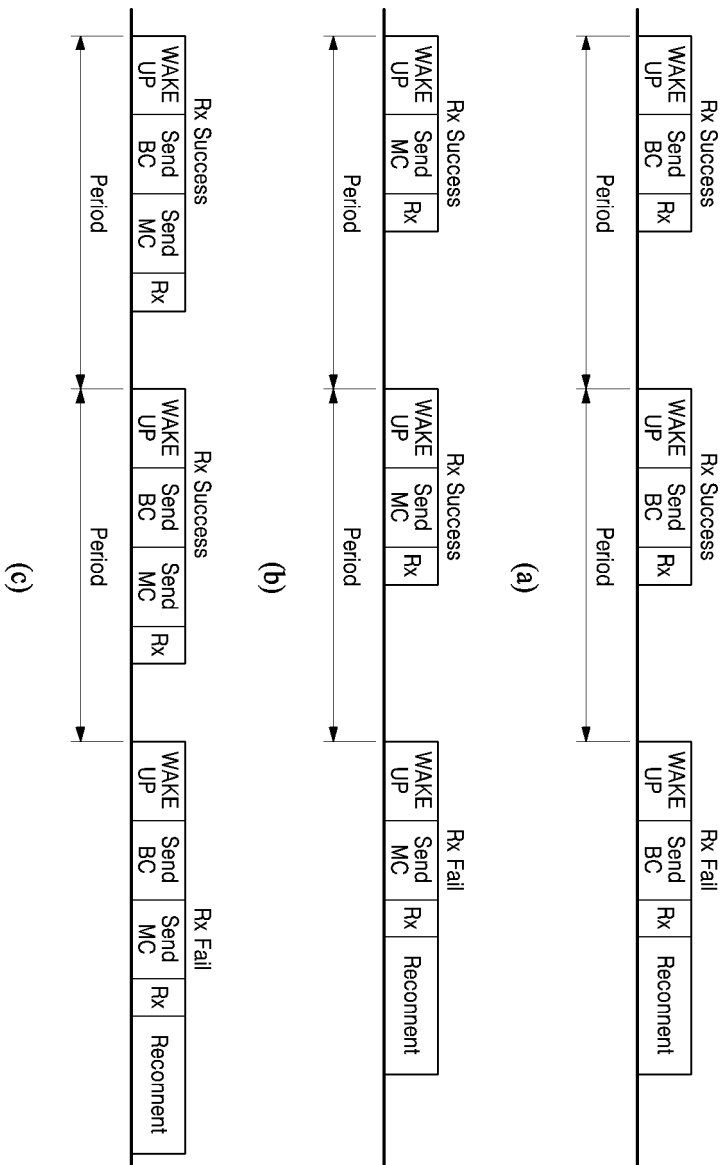 Rx Success
Rx Success
Rx Fail
WAKE UP
Send BC
Rx
WAKE UP
Send BC
Rx
WAKE UP
Send BC
Rx
Reconnent
Period
Period
(a)
Rx Success
Rx Success
Rx Fail
WAKE UP
Send MC
Rx
WAKE UP
Send MC
Rx
WAKE UP
Send MC
Rx
Reconnent
Period
Period
(b)
Rx Success
Rx Success
Rx Fail
WAKE UP
Send BC
Send MC
Rx
WAKE UP
Send BC
Send MC
Rx
WAKE UP
Send BC
Send MC
Rx
Reconnent
Period
Period
(c)